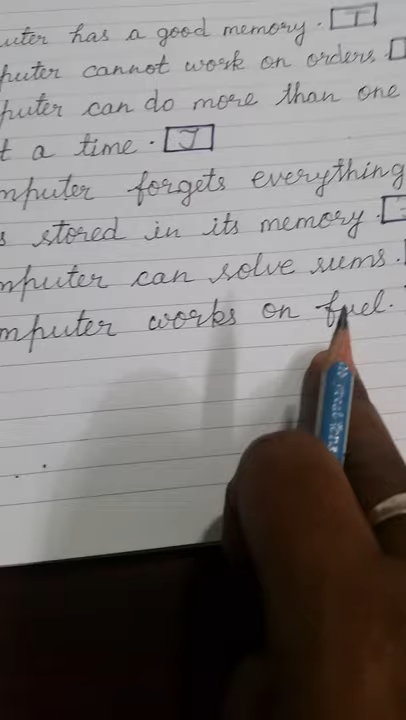 uter has a good memory. T
puter cannot work on orders.
puter can do more than one
t a time. T
mputer forgets everything
s stored in its memory.
mputer can solve sums.
mputer works on fuel.